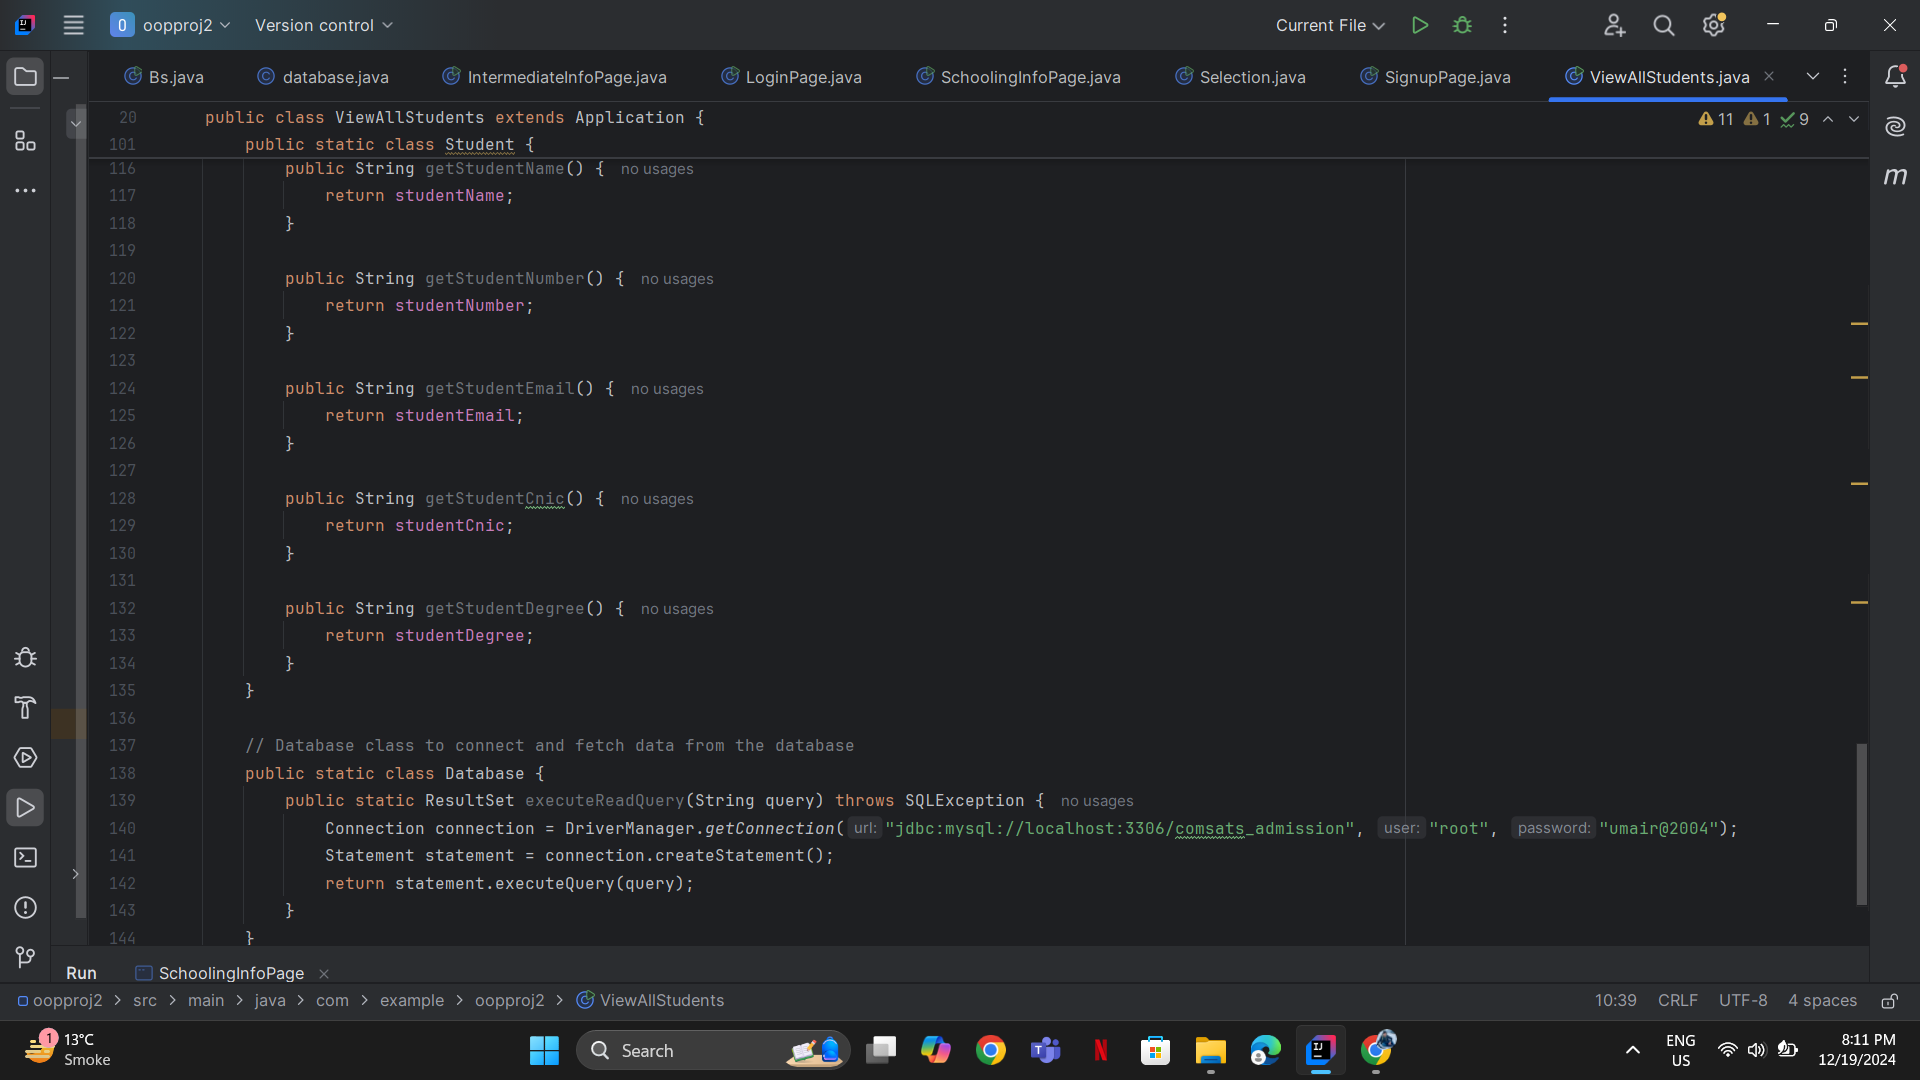 oopproj2 Version control Current File
Bs.java database.java IntermediateInfoPage.java LoginPage.java SchoolingInfoPage.java Selection.java SignupPage.java ViewAllStudents.java
20 public class ViewAllStudents extends Application { 11 1 9
101 public static class Student {
116 public String getStudentName() { no usages
117 return studentName;
118 }
119
120 public String getStudentNumber() { no usages
121 return studentNumber;
122 }
123
124 public String getStudentEmail() { no usages
125 return studentEmail;
126 }
127
128 public String getStudentCnic() { no usages
129 return studentCnic;
130 }
131
132 public String getStudentDegree() { no usages
133 return studentDegree;
134 }
135 }
136
137 // Database class to connect and fetch data from the database
138 public static class Database {
139 public static ResultSet executeReadQuery(String query) throws SQLException { no usages
140 Connection connection = DriverManager.getConnection( url: "jdbc:mysql://localhost:3306/comsats_admission", user: "root", password: "umair@2004");
141 Statement statement = connection.createStatement();
142 return statement.executeQuery(query);
143 }
144 }
Run SchoolingInfoPage
oopproj2 > src > main > java > com > example > oopproj2 > ViewAllStudents 10:39 CRLF UTF-8 4 spaces
1 13°C
Smoke
Search
ENG
US
8:11 PM
12/19/2024